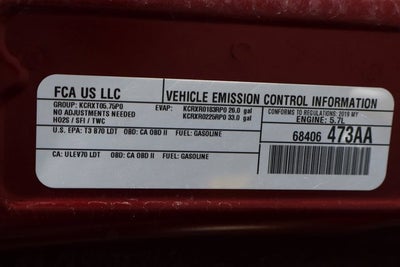 FCA US LLC
VEHICLE EMISSION CONTROL INFORMATION
GROUP: KCRXT05.75P0
EVAP: KCRXR0183RP0 26.0 gal
KCRXR0225RP0 33.0 gal
CONFORMS TO REGULATIONS: 2019 MY
ENGINE: 5.7L
NO ADJUSTMENTS NEEDED
HO2S / SFI / TWC
68406 473AA
U.S. EPA: T3 B70 LDT OBD: CA OBD II FUEL: GASOLINE
CA: ULEV70 LDT OBD: CA OBD II FUEL: GASOLINE